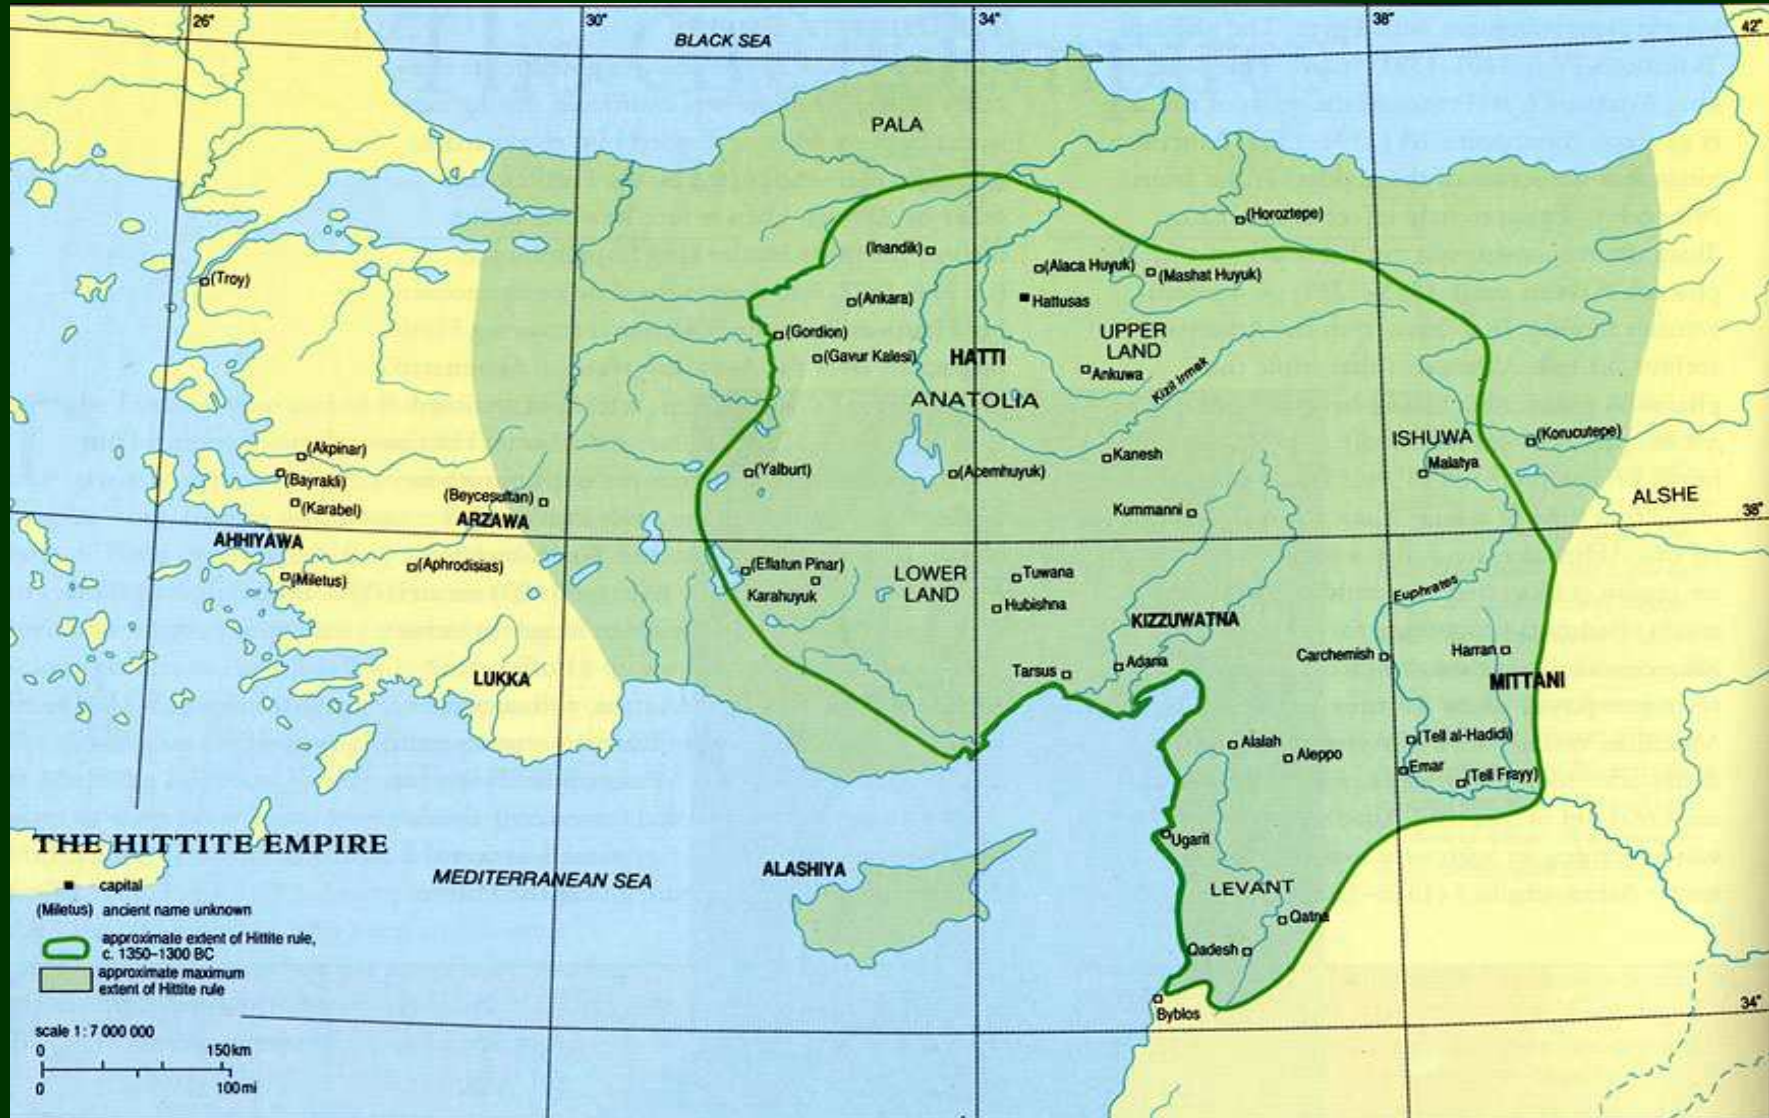 26°
30°
34°
38°
42°
BLACK SEA
PALA
(Horoztepe)
(Inandik)
(Alaca Huyuk)
(Mashat Huyuk)
(Troy)
(Ankara)
Hattusas
(Gordion)
UPPER
LAND
(Gavur Kalesi)
HATTI
Ankuwa
Kizil Irmak
ANATOLIA
ISHUWA
(Korucutepe)
(Akpinar)
Kanesh
Malatya
(Yalburt)
(Acemhuyuk)
(Bayrakli)
(Beycesultan)
ALSHE
(Karabel)
Kummanni
38°
ARZAWA
AHHIYAWA
(Aphrodisias)
(Eflatun Pinar)
LOWER
LAND
Tuwana
(Miletus)
Karahuyuk
Hubishna
Euphrates
KIZZUWATNA
Carchemish
Harran
Adana
Tarsus
LUKKA
MITTANI
Alalah
Aleppo
(Tell al-Hadidi)
Emar
(Tell Frayy)
Ugarit
THE HITTITE EMPIRE
ALASHIYA
MEDITERRANEAN SEA
LEVANT
capital
(Miletus) ancient name unknown
Qatna
approximate extent of Hittite rule,
c. 1350–1300 BC
Qadesh
approximate maximum
extent of Hittite rule
34°
Byblos
scale 1 : 7 000 000
0 150km
0 100mi